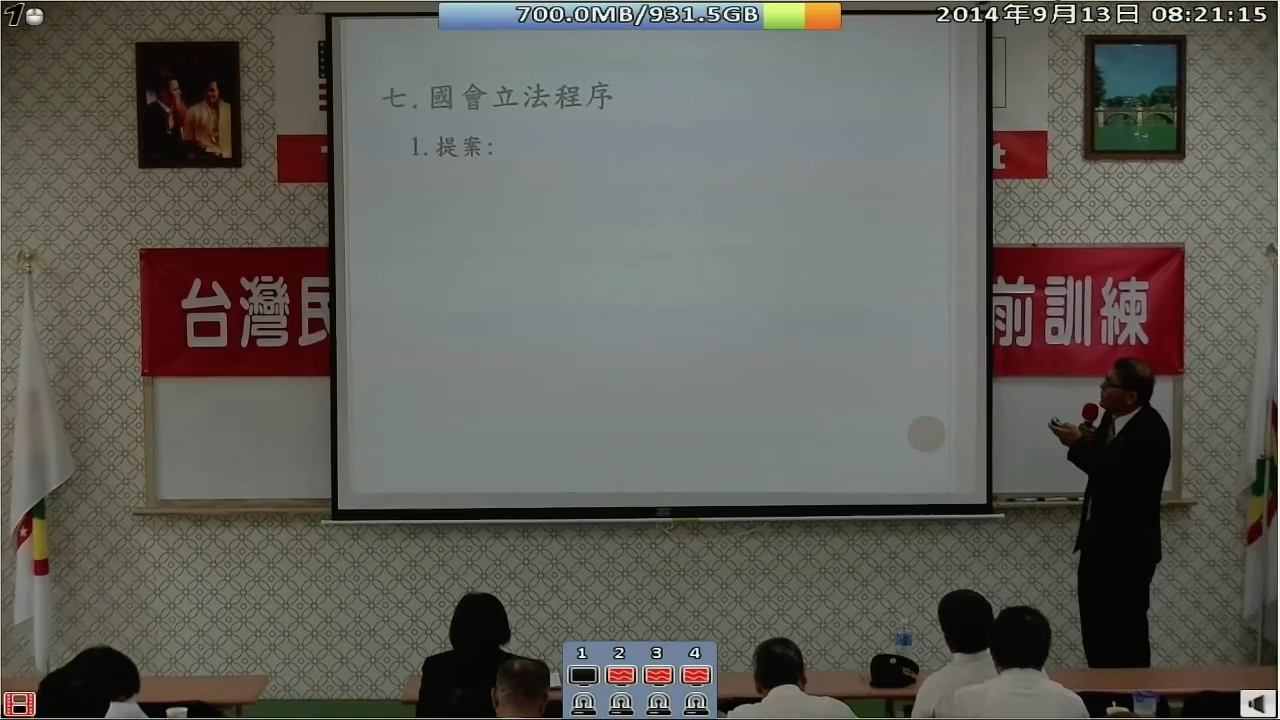 1
700.0MB/931.5GB
2014年9月13日 08:21:15
七.國會立法程序
1.提案:
t
台灣民
前訓練
1 2 3 4